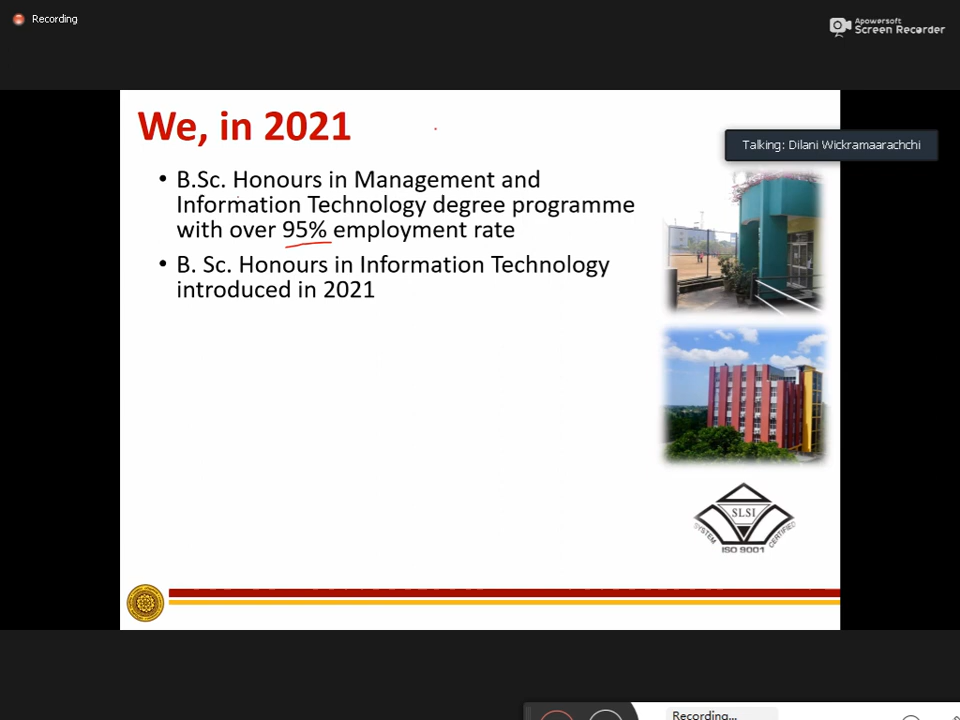 Recording
Apowersoft
Screen Recorder
We, in 2021
Talking: Dilani Wickramaarachchi
• B.Sc. Honours in Management and
Information Technology degree programme
with over 95% employment rate
• B. Sc. Honours in Information Technology
introduced in 2021
SLSI
SYSTEM CERTIFIED
ISO 9001
Recording...